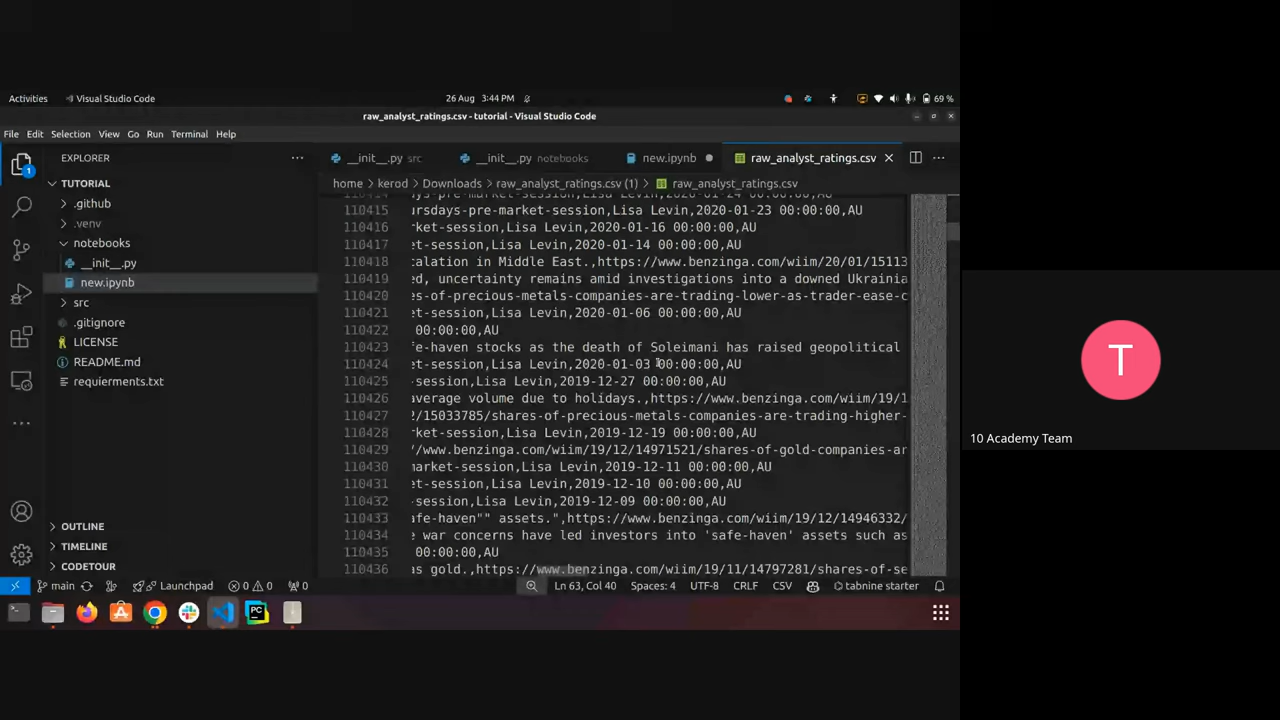 Activities
Visual Studio Code
26 Aug 3:44 PM
69 %
raw_analyst_ratings.csv - tutorial - Visual Studio Code
File Edit Selection View Go Run Terminal Help
EXPLORER
__init__.py src
__init__.py notebooks
new.ipynb
raw_analyst_ratings.csv
home > kerod > Downloads > raw_analyst_ratings.csv (1) > raw_analyst_ratings.csv
TUTORIAL
.github
.venv
notebooks
__init__.py
new.ipynb
src
.gitignore
LICENSE
README.md
requierments.txt
OUTLINE
TIMELINE
CODETOUR
110415 ursdays-pre-market-session,Lisa Levin,2020-01-23 00:00:00,AU
110416 ket-session,Lisa Levin,2020-01-16 00:00:00,AU
110417 et-session,Lisa Levin,2020-01-14 00:00:00,AU
110418 calation in Middle East.,https://www.benzinga.com/wiim/20/01/15113
110419 ed, uncertainty remains amid investigations into a downed Ukrainia
110420 es-of-precious-metals-companies-are-trading-lower-as-trader-ease-c
110421 et-session,Lisa Levin,2020-01-06 00:00:00,AU
110422 00:00:00,AU
110423 fe-haven stocks as the death of Soleimani has raised geopolitical
110424 et-session,Lisa Levin,2020-01-03 00:00:00,AU
110425 -session,Lisa Levin,2019-12-27 00:00:00,AU
110426 average volume due to holidays.,https://www.benzinga.com/wiim/19/1
110427 /15033785/shares-of-precious-metals-companies-are-trading-higher-
110428 ket-session,Lisa Levin,2019-12-19 00:00:00,AU
110429 /www.benzinga.com/wiim/19/12/14971521/shares-of-gold-companies-ar
110430 market-session,Lisa Levin,2019-12-11 00:00:00,AU
110431 et-session,Lisa Levin,2019-12-10 00:00:00,AU
110432 -session,Lisa Levin,2019-12-09 00:00:00,AU
110433 afe-haven"" assets.",https://www.benzinga.com/wiim/19/12/14946332/
110434 e war concerns have led investors into 'safe-haven' assets such as
110435 00:00:00,AU
110436 as gold.,https://www.benzinga.com/wiim/19/11/14797281/shares-of-se
main
Launchpad
0 0
0
Ln 63, Col 40
Spaces: 4
UTF-8
CRLF
CSV
tabnine starter
PC
T
10 Academy Team